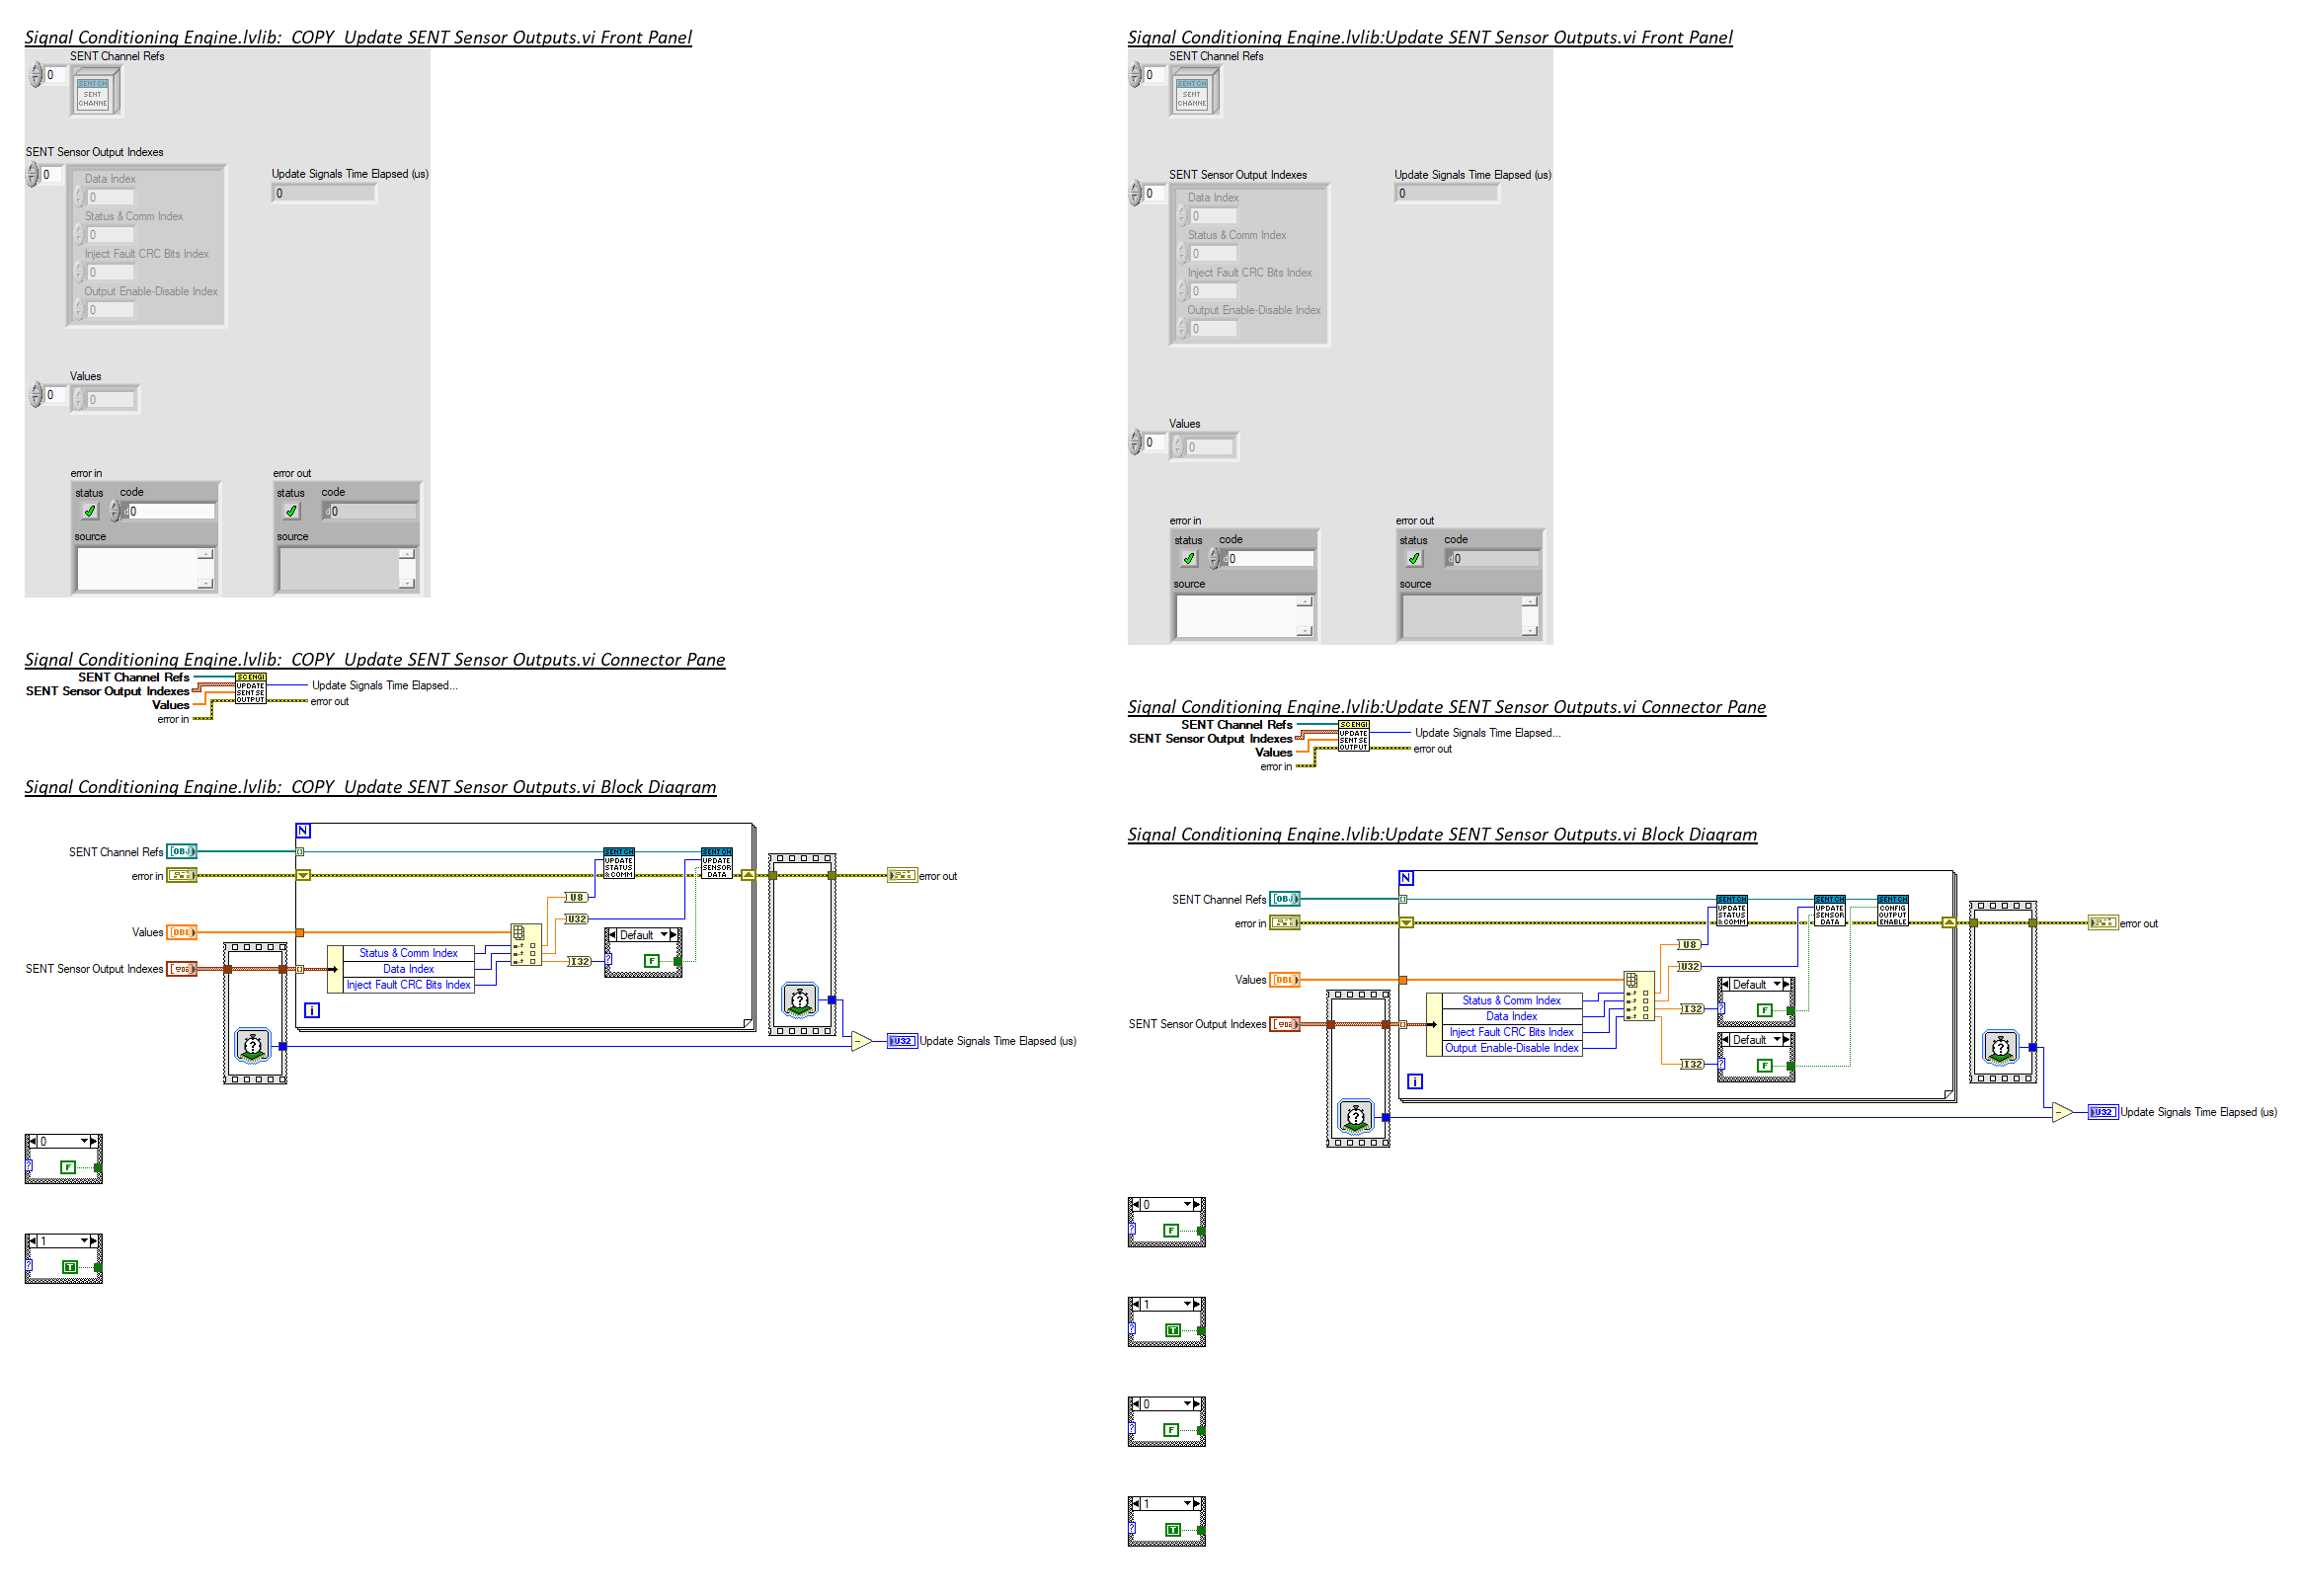 Signal Conditioning Engine.lvlib:  COPY  Update SENT Sensor Outputs.vi Front Panel
SENT Channel Refs
0
SENT CH
SENT
CHANNE
SENT Sensor Output Indexes
0
Data Index
0
Status & Comm Index
0
Inject Fault CRC Bits Index
0
Output Enable-Disable Index
0
Update Signals Time Elapsed (us)
0
Values
0
0
error in
status code
d0
source
error out
status code
d0
source
Signal Conditioning Engine.lvlib:  COPY  Update SENT Sensor Outputs.vi Connector Pane
SENT Channel Refs
SENT Sensor Output Indexes
Values
error in
SC ENGI
UPDATE
SENT SE
OUTPUT
Update Signals Time Elapsed...
error out
Signal Conditioning Engine.lvlib:  COPY  Update SENT Sensor Outputs.vi Block Diagram
N
SENT Channel Refs
OBJ
error in
Values
DBL
SENT Sensor Output Indexes
Status & Comm Index
Data Index
Inject Fault CRC Bits Index
i
U8
U32
I32
SENT CH
UPDATE
STATUS
& COMM
SENT CH
UPDATE
SENSOR
DATA
Default
?
F
?
?
error out
-
U32
Update Signals Time Elapsed (us)
0
?
F
1
?
T
Signal Conditioning Engine.lvlib:Update SENT Sensor Outputs.vi Front Panel
SENT Channel Refs
0
SENT CH
SENT
CHANNE
SENT Sensor Output Indexes
0
Data Index
0
Status & Comm Index
0
Inject Fault CRC Bits Index
0
Output Enable-Disable Index
0
Update Signals Time Elapsed (us)
0
Values
0
0
error in
status code
d0
source
error out
status code
d0
source
Signal Conditioning Engine.lvlib:Update SENT Sensor Outputs.vi Connector Pane
SENT Channel Refs
SENT Sensor Output Indexes
Values
error in
SC ENGI
UPDATE
SENT SE
OUTPUT
Update Signals Time Elapsed...
error out
Signal Conditioning Engine.lvlib:Update SENT Sensor Outputs.vi Block Diagram
N
SENT Channel Refs
OBJ
error in
Values
DBL
SENT Sensor Output Indexes
Status & Comm Index
Data Index
Inject Fault CRC Bits Index
Output Enable-Disable Index
i
U8
U32
I32
I32
SENT CH
UPDATE
STATUS
& COMM
SENT CH
UPDATE
SENSOR
DATA
SENT CH
CONFIG
OUTPUT
ENABLE
Default
?
F
Default
?
F
?
?
error out
-
U32
Update Signals Time Elapsed (us)
0
?
F
1
?
T
0
?
F
1
?
T